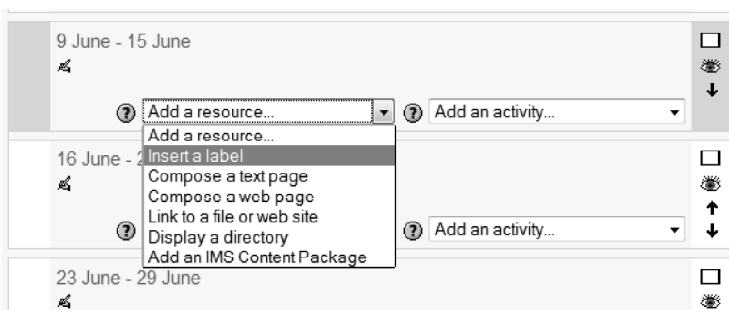 9 June - 15 June
? Add a resource... ? Add an activity...
Add a resource...
Insert a label
16 June - 2
Compose a text page
Compose a web page
Link to a file or web site
? Display a directory ? Add an activity...
Add an IMS Content Package
23 June - 29 June